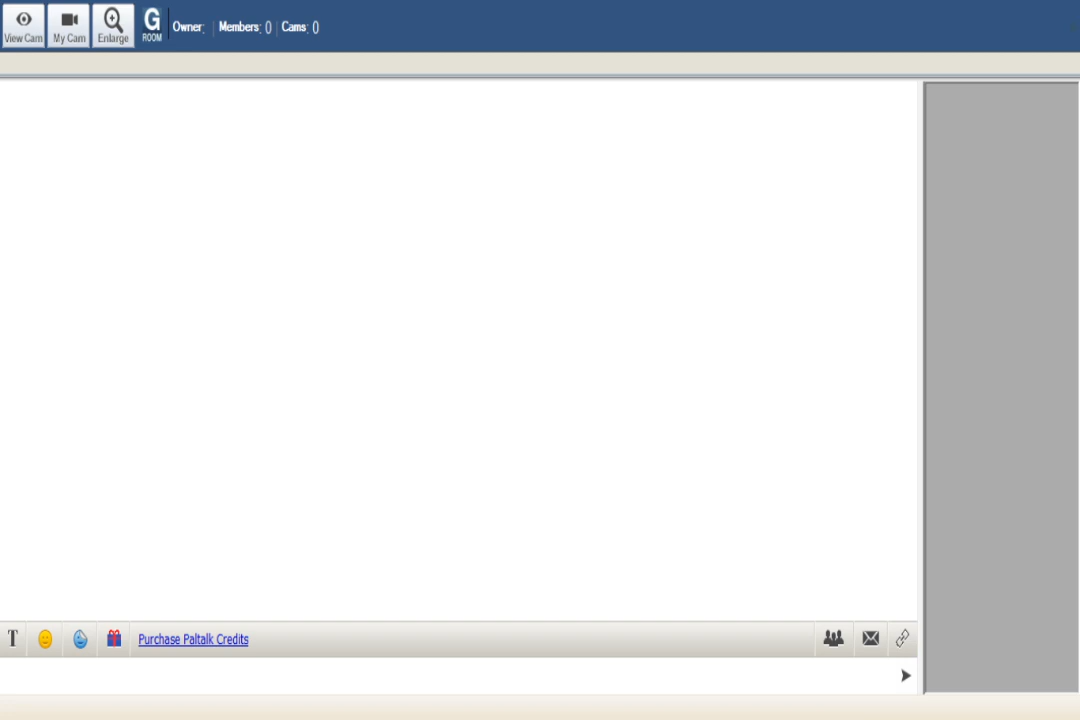 View Cam My Cam Enlarge G ROOM Owner: | Members: () | Cams: ()
T Purchase Paltalk Credits